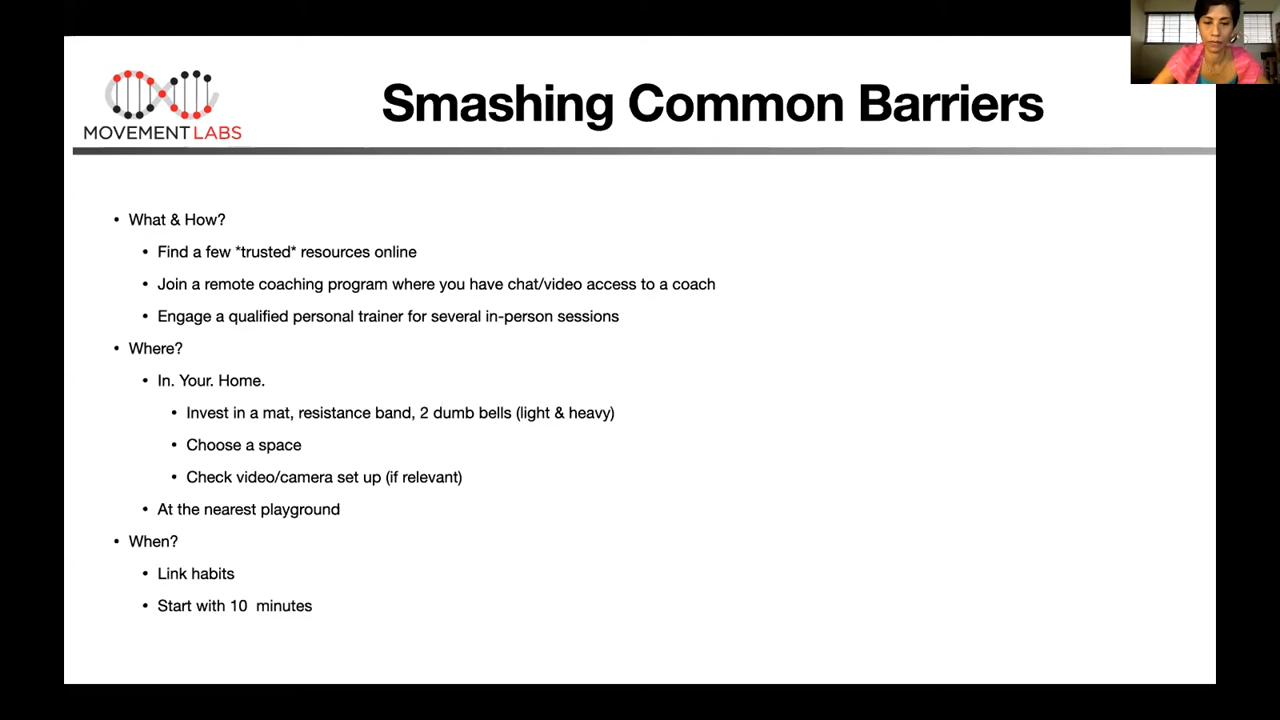 MOVEMENT LABS
Smashing Common Barriers
• What & How?
• Find a few *trusted* resources online
• Join a remote coaching program where you have chat/video access to a coach
• Engage a qualified personal trainer for several in-person sessions
• Where?
• In. Your. Home.
• Invest in a mat, resistance band, 2 dumb bells (light & heavy)
• Choose a space
• Check video/camera set up (if relevant)
• At the nearest playground
• When?
• Link habits
• Start with 10  minutes